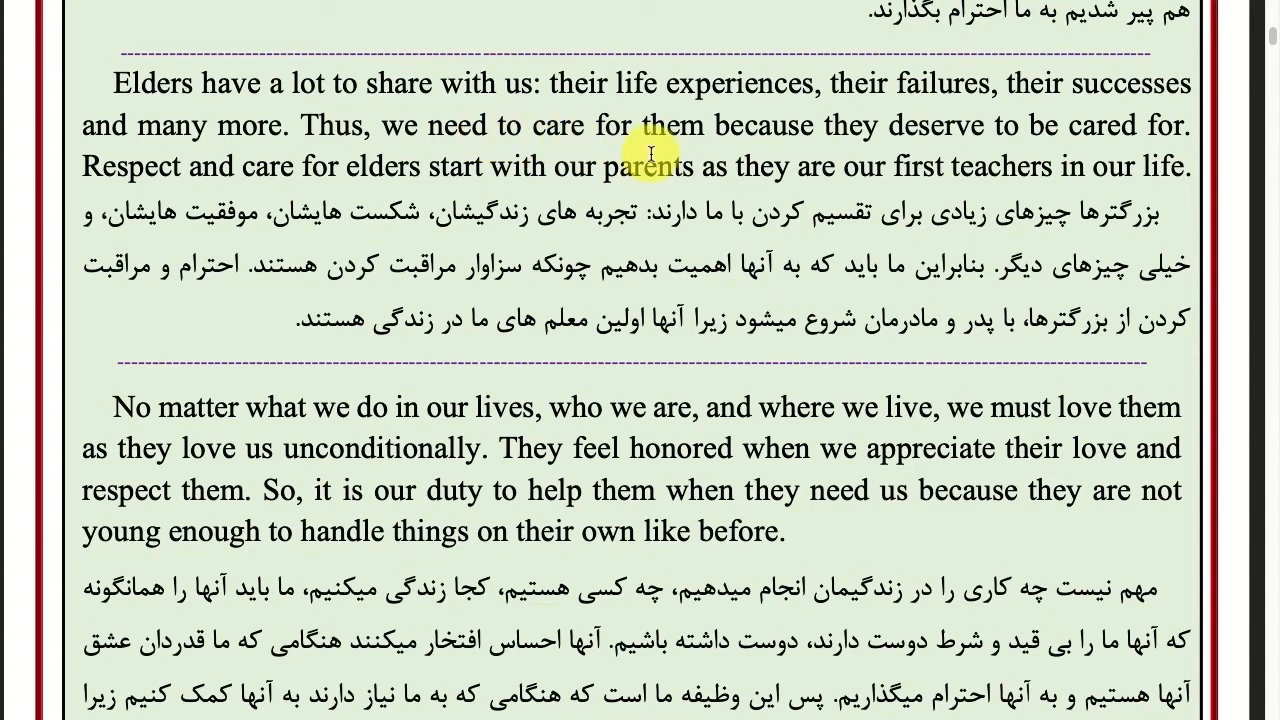 هم پیر شدیم به ما احترام بگذارند.
Elders have a lot to share with us: their life experiences, their failures, their successes
and many more. Thus, we need to care for them because they deserve to be cared for.
Respect and care for elders start with our parents as they are our first teachers in our life.
بزرگترها چیزهای زیادی برای تقسیم کردن با ما دارند: تجربه های زندگیشان، شکست هایشان، موفقیت هایشان، و
خیلی چیزهای دیگر. بنابراین ما باید که به آنها اهمیت بدهیم چونکه سزاوار مراقبت کردن هستند. احترام و مراقبت
کردن از بزرگترها، با پدر و مادرمان شروع میشود زیرا آنها اولین معلم های ما در زندگی هستند.
No matter what we do in our lives, who we are, and where we live, we must love them
as they love us unconditionally. They feel honored when we appreciate their love and
respect them. So, it is our duty to help them when they need us because they are not
young enough to handle things on their own like before.
مهم نیست چه کاری را در زندگیمان انجام میدهیم، چه کسی هستیم، کجا زندگی میکنیم، ما باید آنها را همانگونه
که آنها ما را بی قید و شرط دوست دارند، دوست داشته باشیم. آنها احساس افتخار میکنند هنگامی که ما قدردان عشق
آنها هستیم و به آنها احترام میگذاریم. پس این وظیفه ما است که هنگامی که به ما نیاز دارند به آنها کمک کنیم زیرا